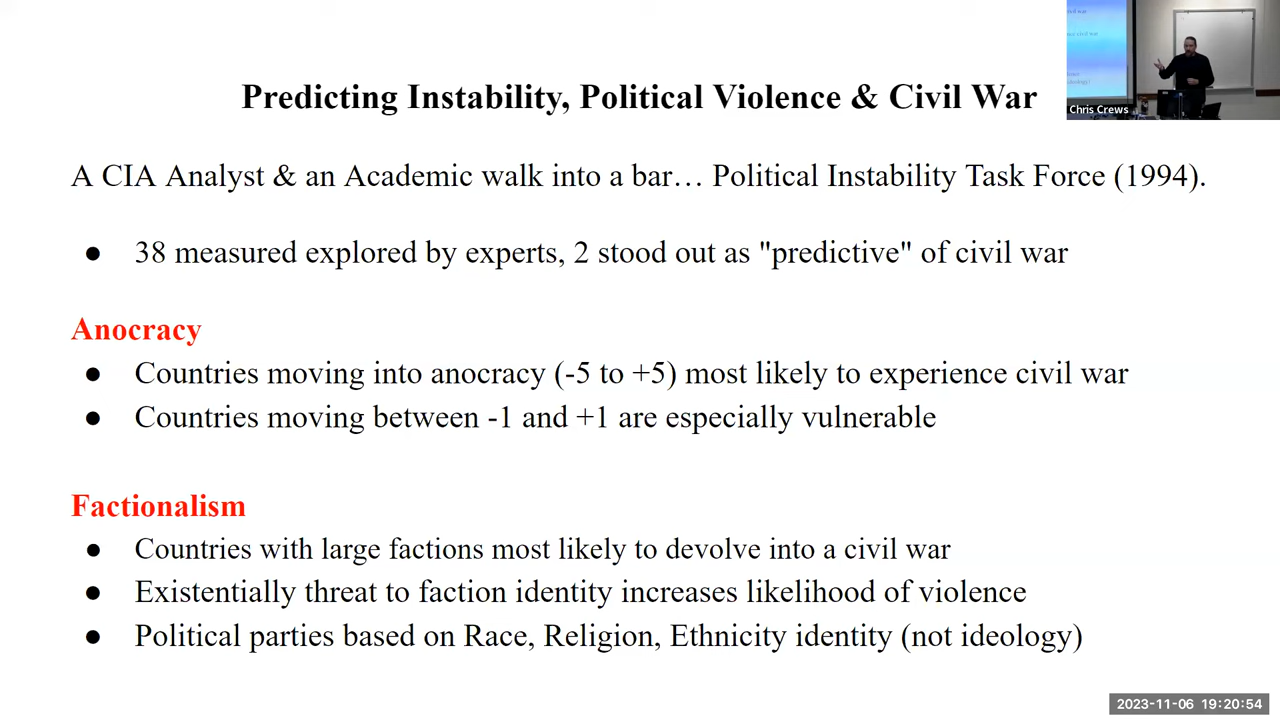 Predicting Instability, Political Violence & Civil War
Chris Crews
A CIA Analyst & an Academic walk into a bar… Political Instability Task Force (1994).
● 38 measured explored by experts, 2 stood out as "predictive" of civil war
Anocracy
● Countries moving into anocracy (-5 to +5) most likely to experience civil war
● Countries moving between -1 and +1 are especially vulnerable
Factionalism
● Countries with large factions most likely to devolve into a civil war
● Existentially threat to faction identity increases likelihood of violence
● Political parties based on Race, Religion, Ethnicity identity (not ideology)
2023-11-06 19:20:54